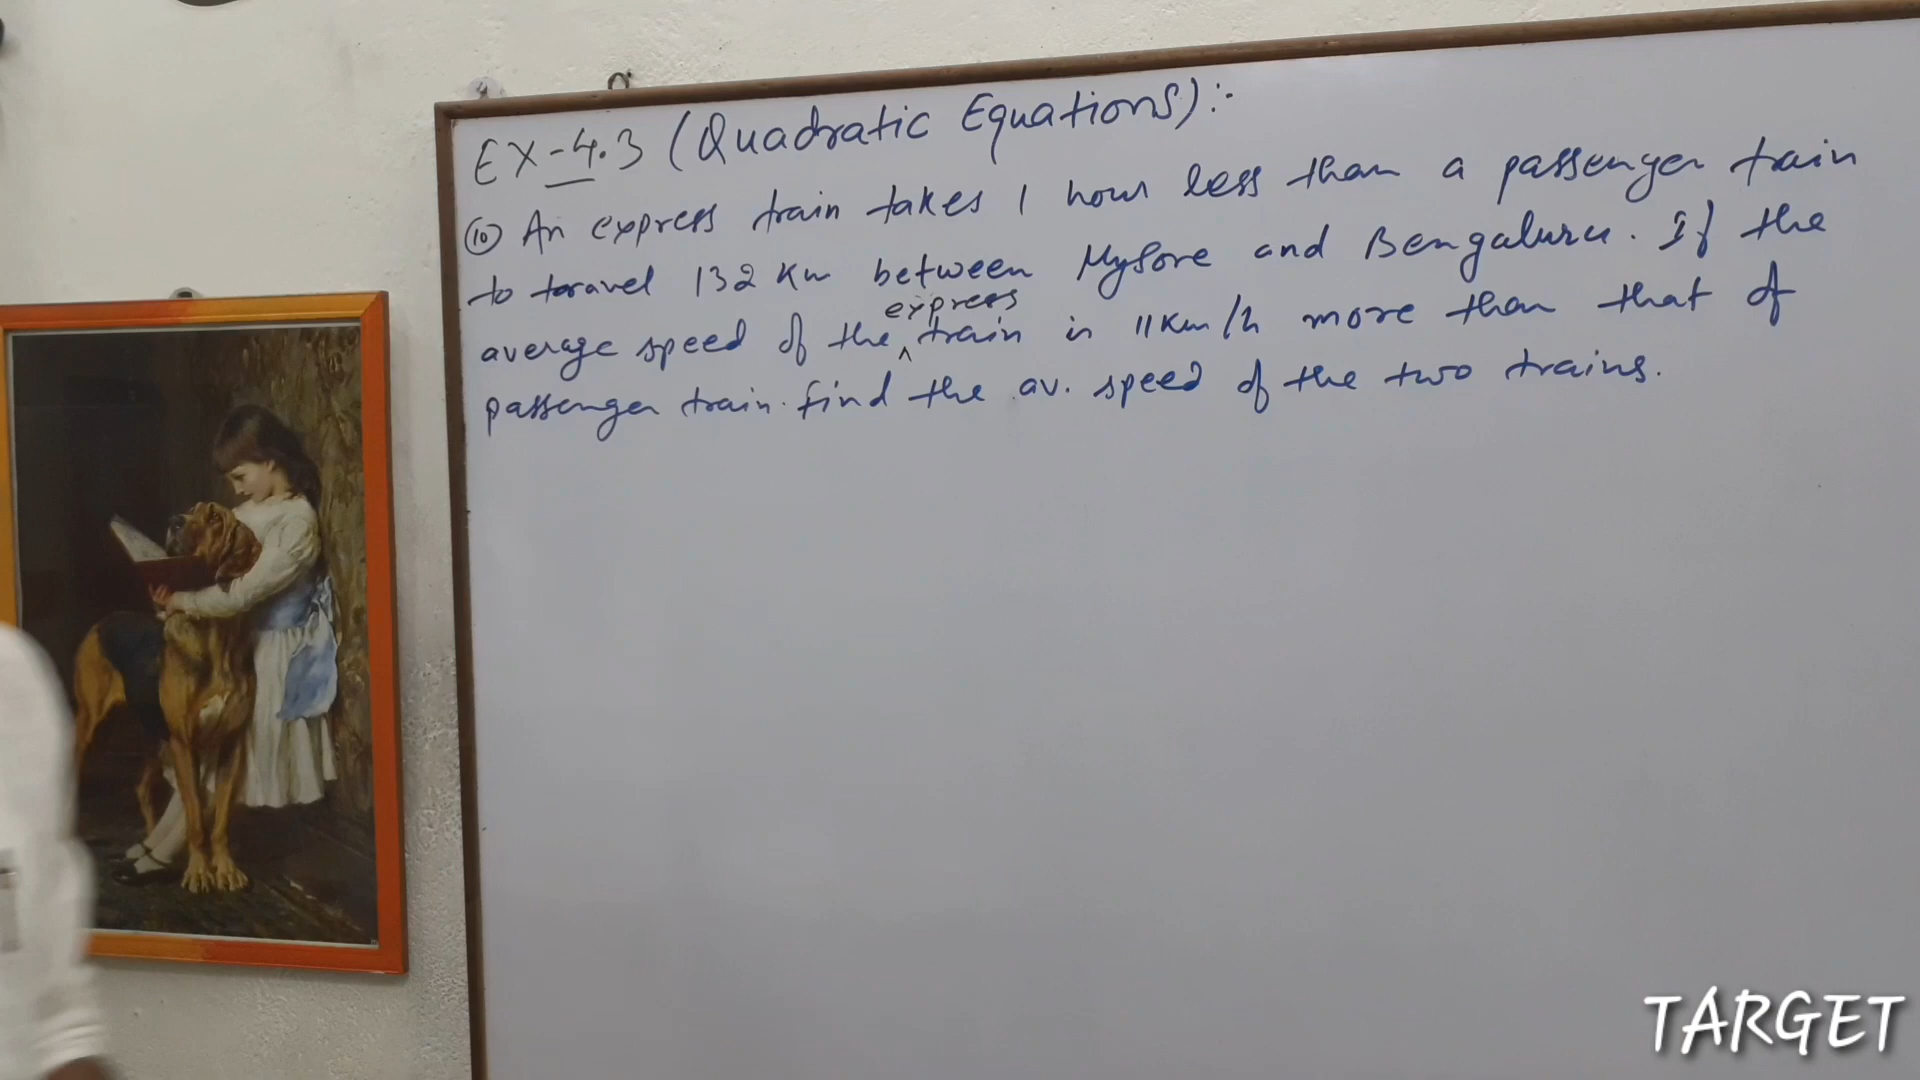 EX-4.3 (Quadratic Equations):-
⑩ An express train takes 1 hour less than a passenger train
to travel 132 Km between Mysore and Bengaluru. If the
average speed of the ^ express train is 11 Km/h more than that of
passenger train. find the av. speed of the two trains.
TARGET